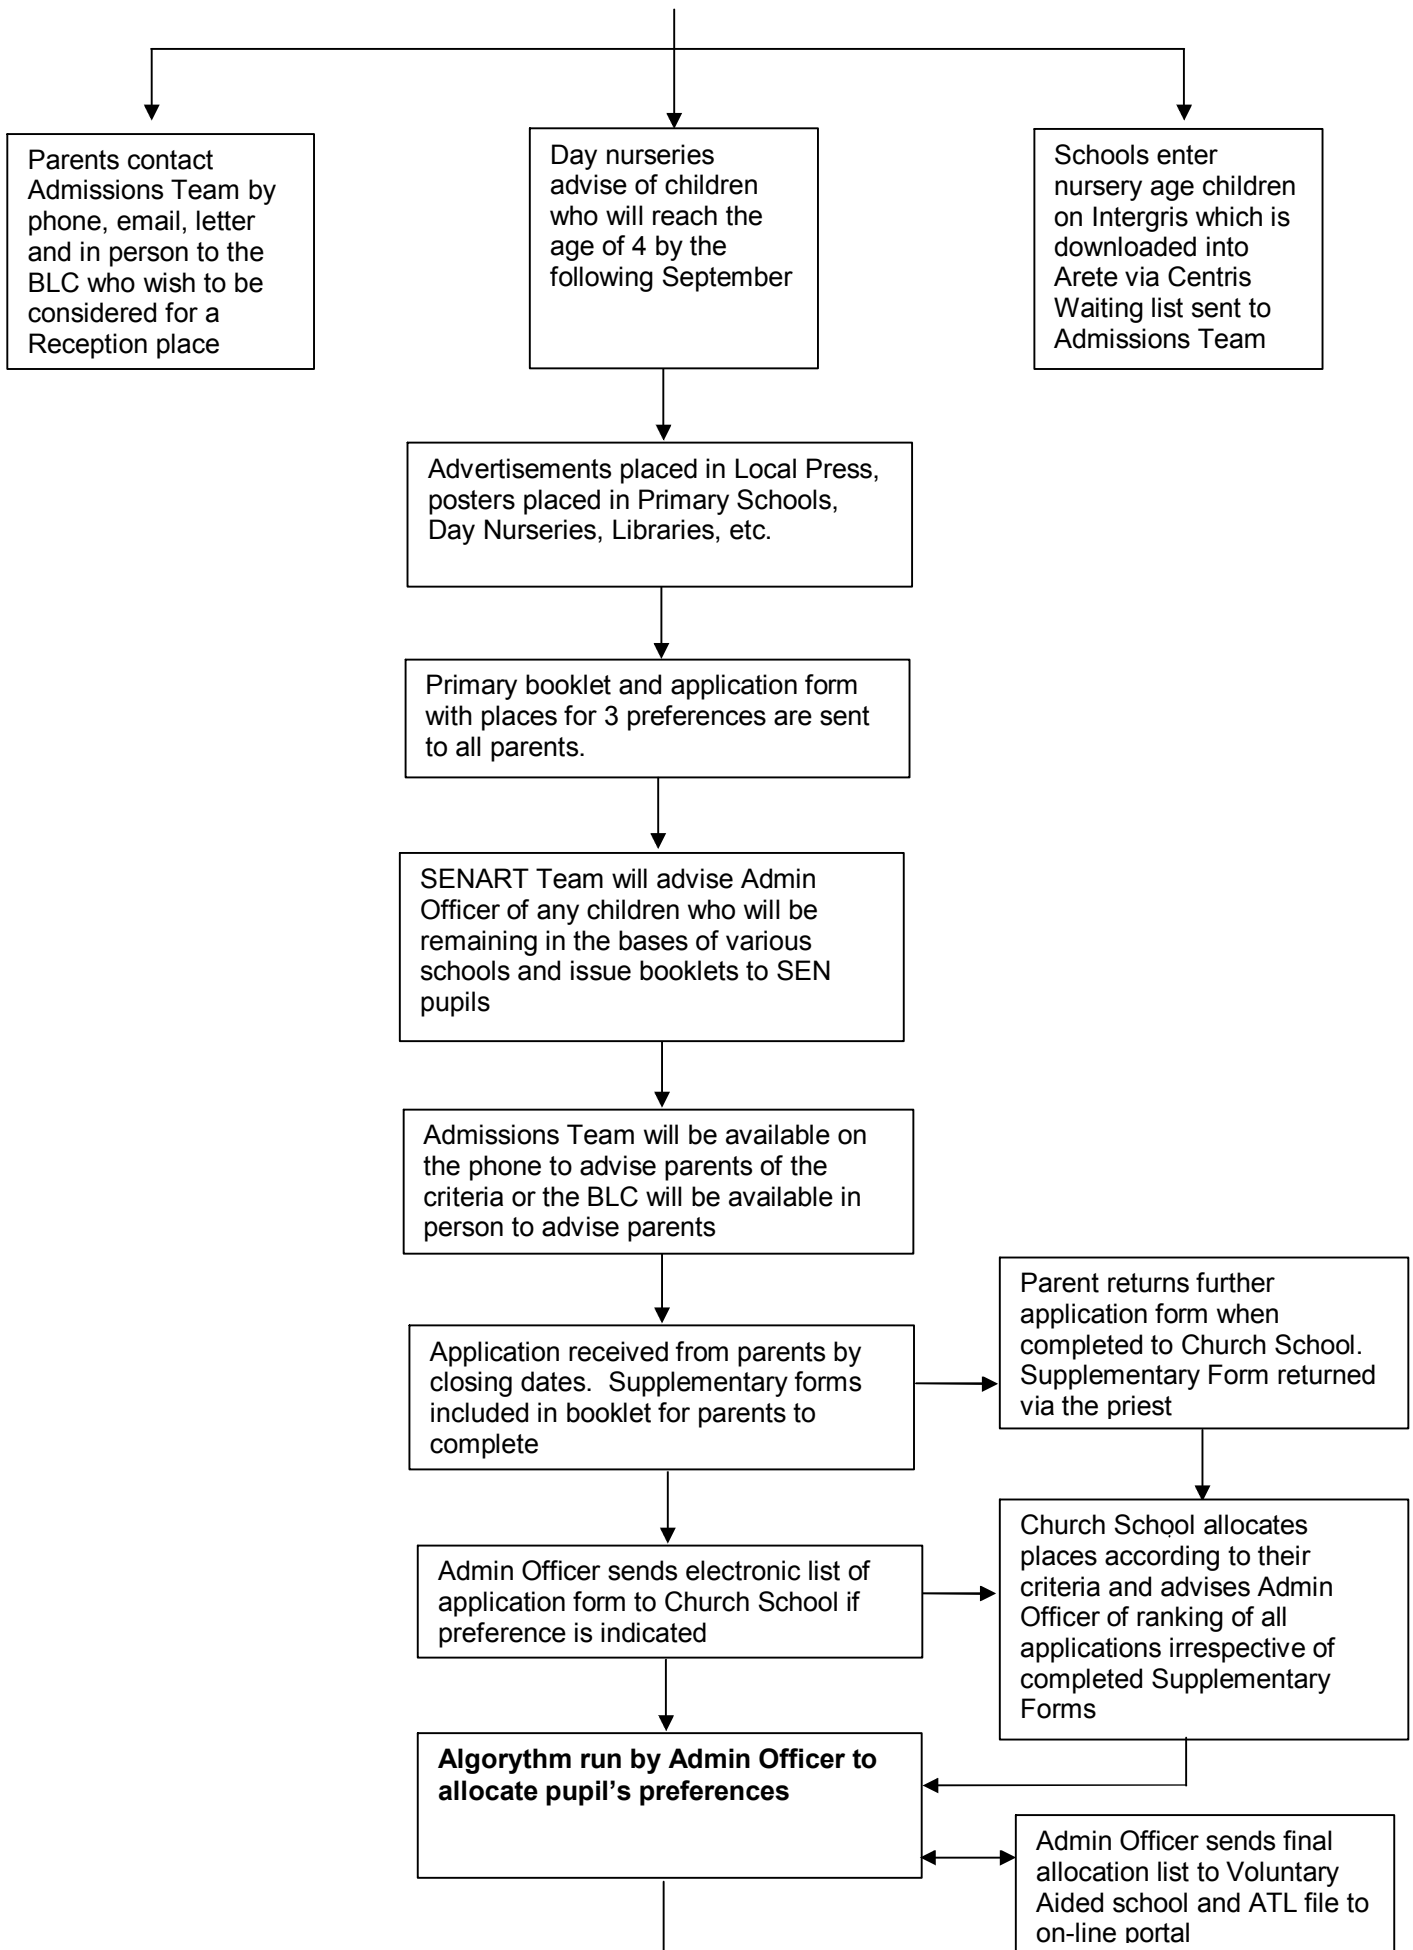 Parents contact
Admissions Team by
phone, email, letter
and in person to the
BLC who wish to be
considered for a
Reception place
Day nurseries
advise of children
who will reach the
age of 4 by the
following September
Schools enter
nursery age children
on Intergris which is
downloaded into
Arete via Centris
Waiting list sent to
Admissions Team
Advertisements placed in Local Press,
posters placed in Primary Schools,
Day Nurseries, Libraries, etc.
Primary booklet and application form
with places for 3 preferences are sent
to all parents.
SENART Team will advise Admin
Officer of any children who will be
remaining in the bases of various
schools and issue booklets to SEN
pupils
Admissions Team will be available on
the phone to advise parents of the
criteria or the BLC will be available in
person to advise parents
Application received from parents by
closing dates.  Supplementary forms
included in booklet for parents to
complete
Parent returns further
application form when
completed to Church School.
Supplementary Form returned
via the priest
Admin Officer sends electronic list of
application form to Church School if
preference is indicated
Church School allocates
places according to their
criteria and advises Admin
Officer of ranking of all
applications irrespective of
completed Supplementary
Forms
Algorythm run by Admin Officer to
allocate pupil's preferences
Admin Officer sends final
allocation list to Voluntary
Aided school and ATL file to
on-line portal